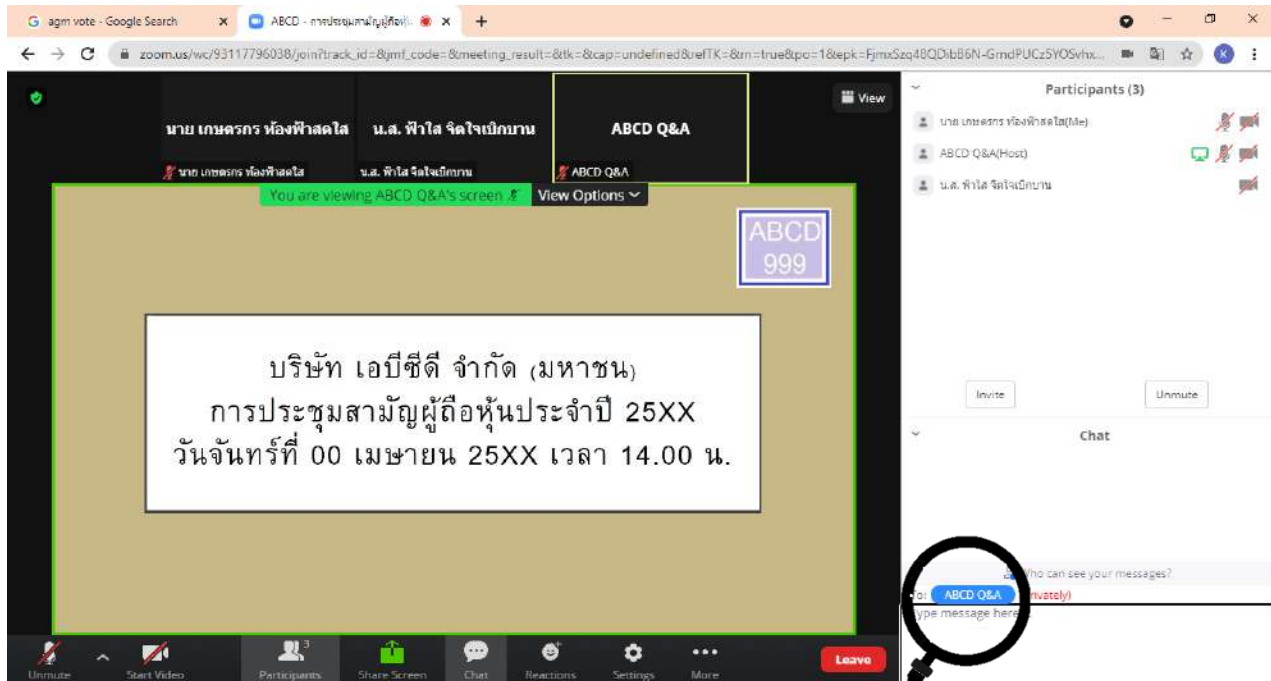 agm vote - Google Search
ABCD - การประชุมสามัญผู้ถือหุ้น
zoom.us/wc/93117796038/join?track_id=&jmf_code=&meeting_result=&tk=&cap=undefined&refTK=&rn=true&tpo=1&epk=
K
View
นาย เกษตรกร ท้องฟ้าสดใส
น.ส. ฟ้าใส จิตใจเบิกบาน
ABCD Q&A
นาย เกษตรกร ท้องฟ้าสดใส
น.ส. ฟ้าใส จิตใจเบิกบาน
ABCD Q&A
You are viewing ABCD Q&A's screen
View Options
ABCD
999
บริษัท เอบีซีดี จำกัด (มหาชน)
การประชุมสามัญผู้ถือหุ้นประจำปี 25XX
วันจันทร์ที่ 00 เมษายน 25XX เวลา 14.00 น.
Participants (3)
นาย เกษตรกร ท้องฟ้าสดใส(Me)
ABCD Q&A(Host)
น.ส. ฟ้าใส จิตใจเบิกบาน
Invite
Unmute
Chat
Who can see your messages?
To: ABCD Q&A (Privately)
Type message here
Unmute
Start Video
Participants
3
Share Screen
Chat
Reactions
Settings
More
Leave